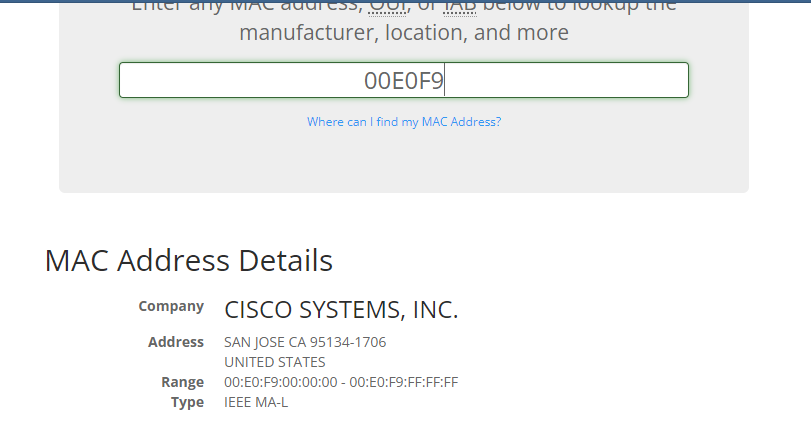 Enter any MAC address, OUI, or IAB below to lookup the
manufacturer, location, and more
00E0F9
Where can I find my MAC Address?
MAC Address Details
Company CISCO SYSTEMS, INC.
Address SAN JOSE CA 95134-1706
UNITED STATES
Range 00:E0:F9:00:00:00 - 00:E0:F9:FF:FF:FF
Type IEEE MA-L